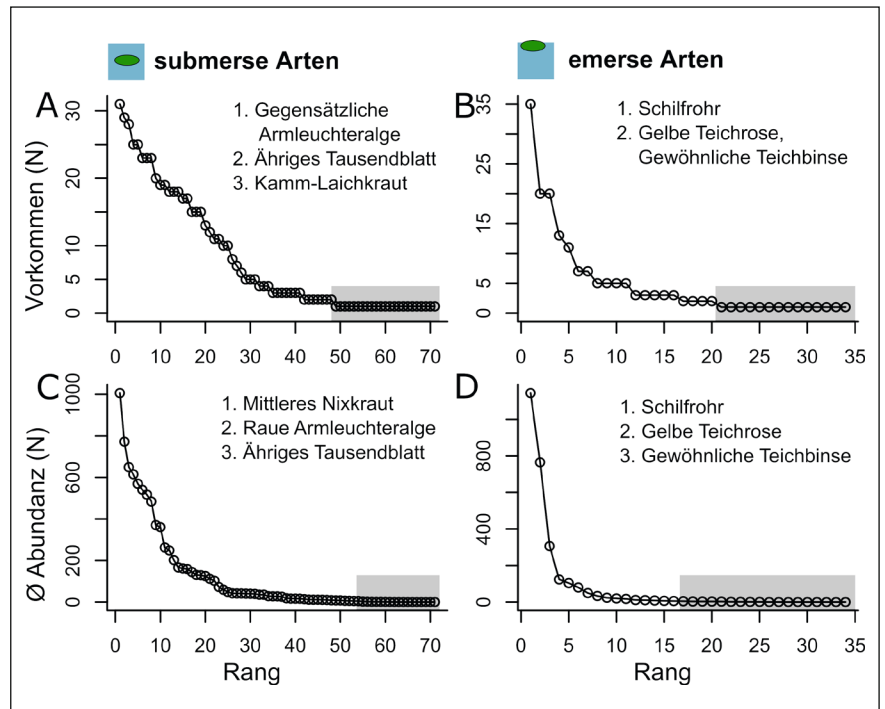 submerse Arten
emerse Arten
A
1. Gegensätzliche
Armleuchteralge
2. Ähriges Tausendblatt
3. Kamm-Laichkraut
Vorkommen (N)
30
20
10
5
0
0 10 20 30 40 50 60 70
B
1. Schilfrohr
2. Gelbe Teichrose,
Gewöhnliche Teichbinse
35
25
15
5
0
0 5 10 15 20 25 30 35
C
1. Mittleres Nixkraut
2. Raue Armleuchteralge
3. Ähriges Tausendblatt
Ø Abundanz (N)
1000
600
200
0
0 10 20 30 40 50 60 70
Rang
D
1. Schilfrohr
2. Gelbe Teichrose
3. Gewöhnliche Teichbinse
800
400
0
0 5 10 15 20 25 30 35
Rang